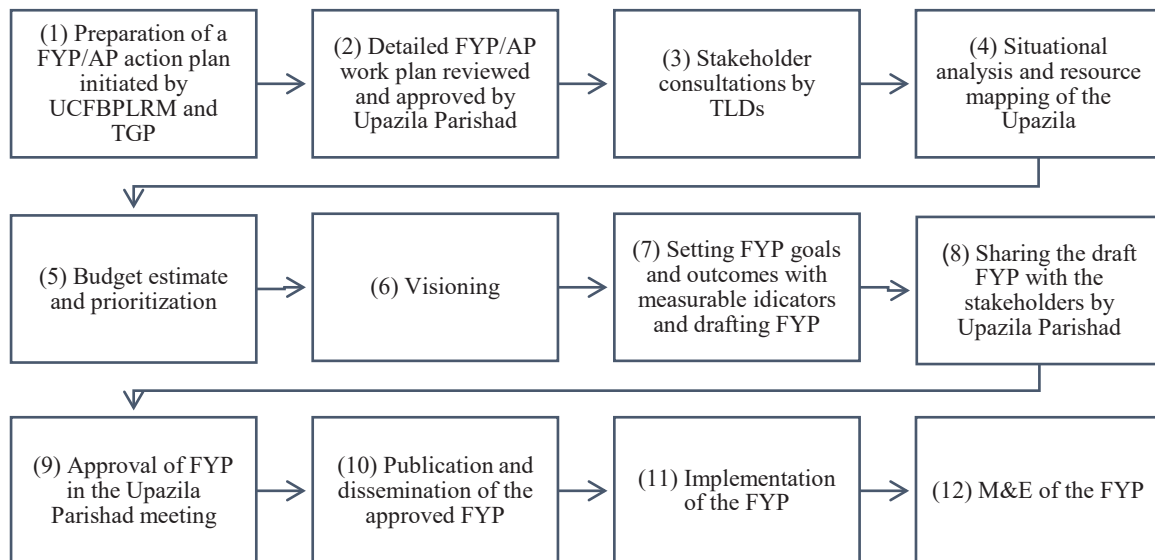 (1) Preparation of a
FYP/AP action plan
initiated by
UCFBPLRM and
TGP
(2) Detailed FYP/AP
work plan reviewed
and approved by
Upazila Parishad
(3) Stakeholder
consultations by
TLDs
(4) Situational
analysis and resource
mapping of the
Upazila
(5) Budget estimate
and prioritization
(6) Visioning
(7) Setting FYP goals
and outcomes with
measurable idicators
and drafting FYP
(8) Sharing the draft
FYP with the
stakeholders by
Upazila Parishad
(9) Approval of FYP
in the Upazila
Parishad meeting
(10) Publication and
dissemination of the
approved FYP
(11) Implementation
of the FYP
(12) M&E of the FYP